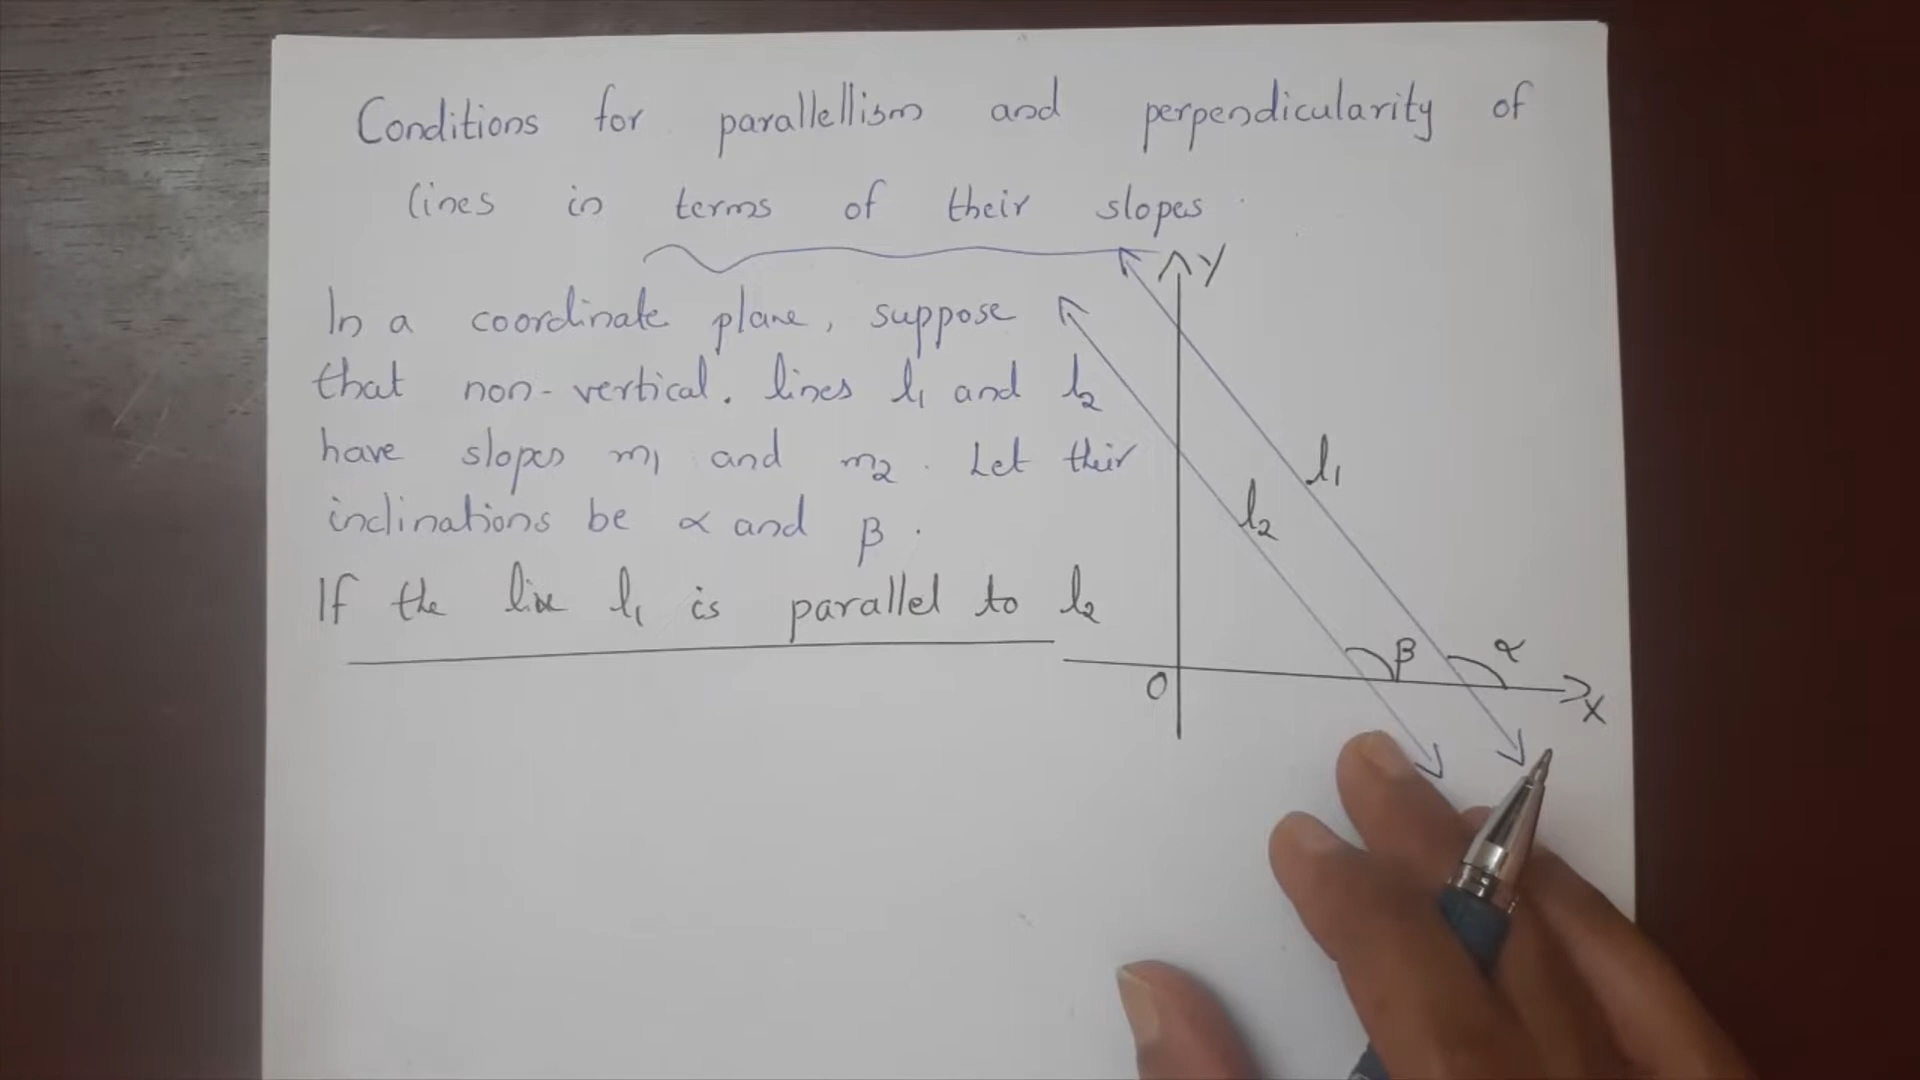 Conditions for parallellism and perpendicularity of
lines in terms of their slopes.
In a coordinate plane, suppose
that non-vertical. lines l₁ and l₂
have slopes m₁ and m₂. Let their
inclinations be α and β.
If the line l₁ is parallel to l₂
Y
l₁
l₂
β α
O
X